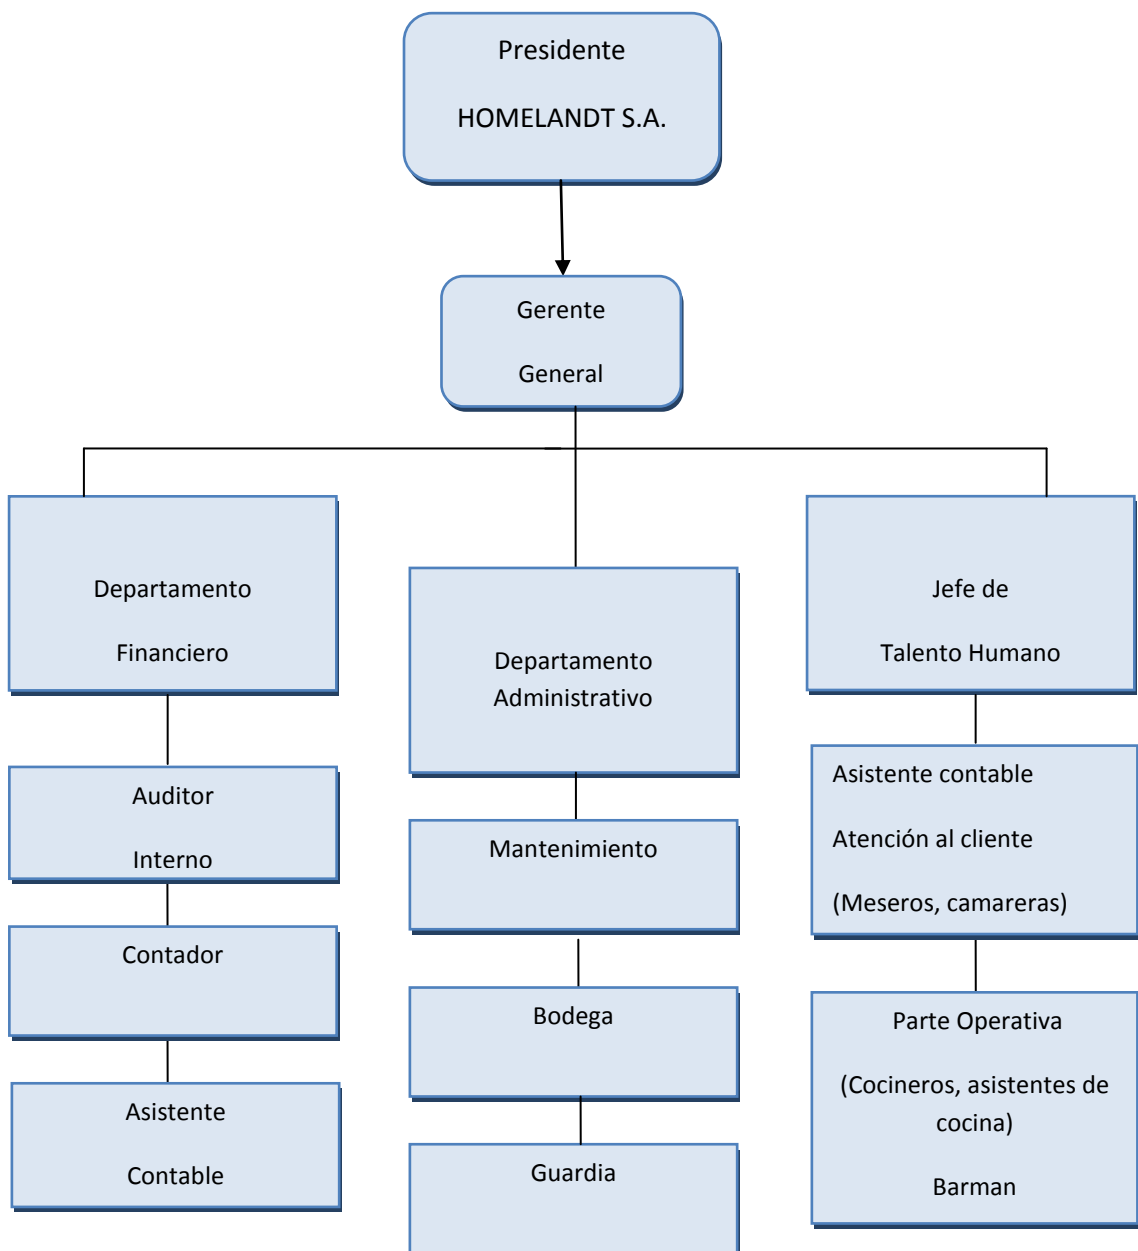 Presidente
HOMELANDT S.A.
Gerente
General
Departamento
Financiero
Auditor
Interno
Contador
Asistente
Contable
Departamento
Administrativo
Mantenimiento
Bodega
Guardia
Jefe de
Talento Humano
Asistente contable
Atención al cliente
(Meseros, camareras)
Parte Operativa
(Cocineros, asistentes de
cocina)
Barman